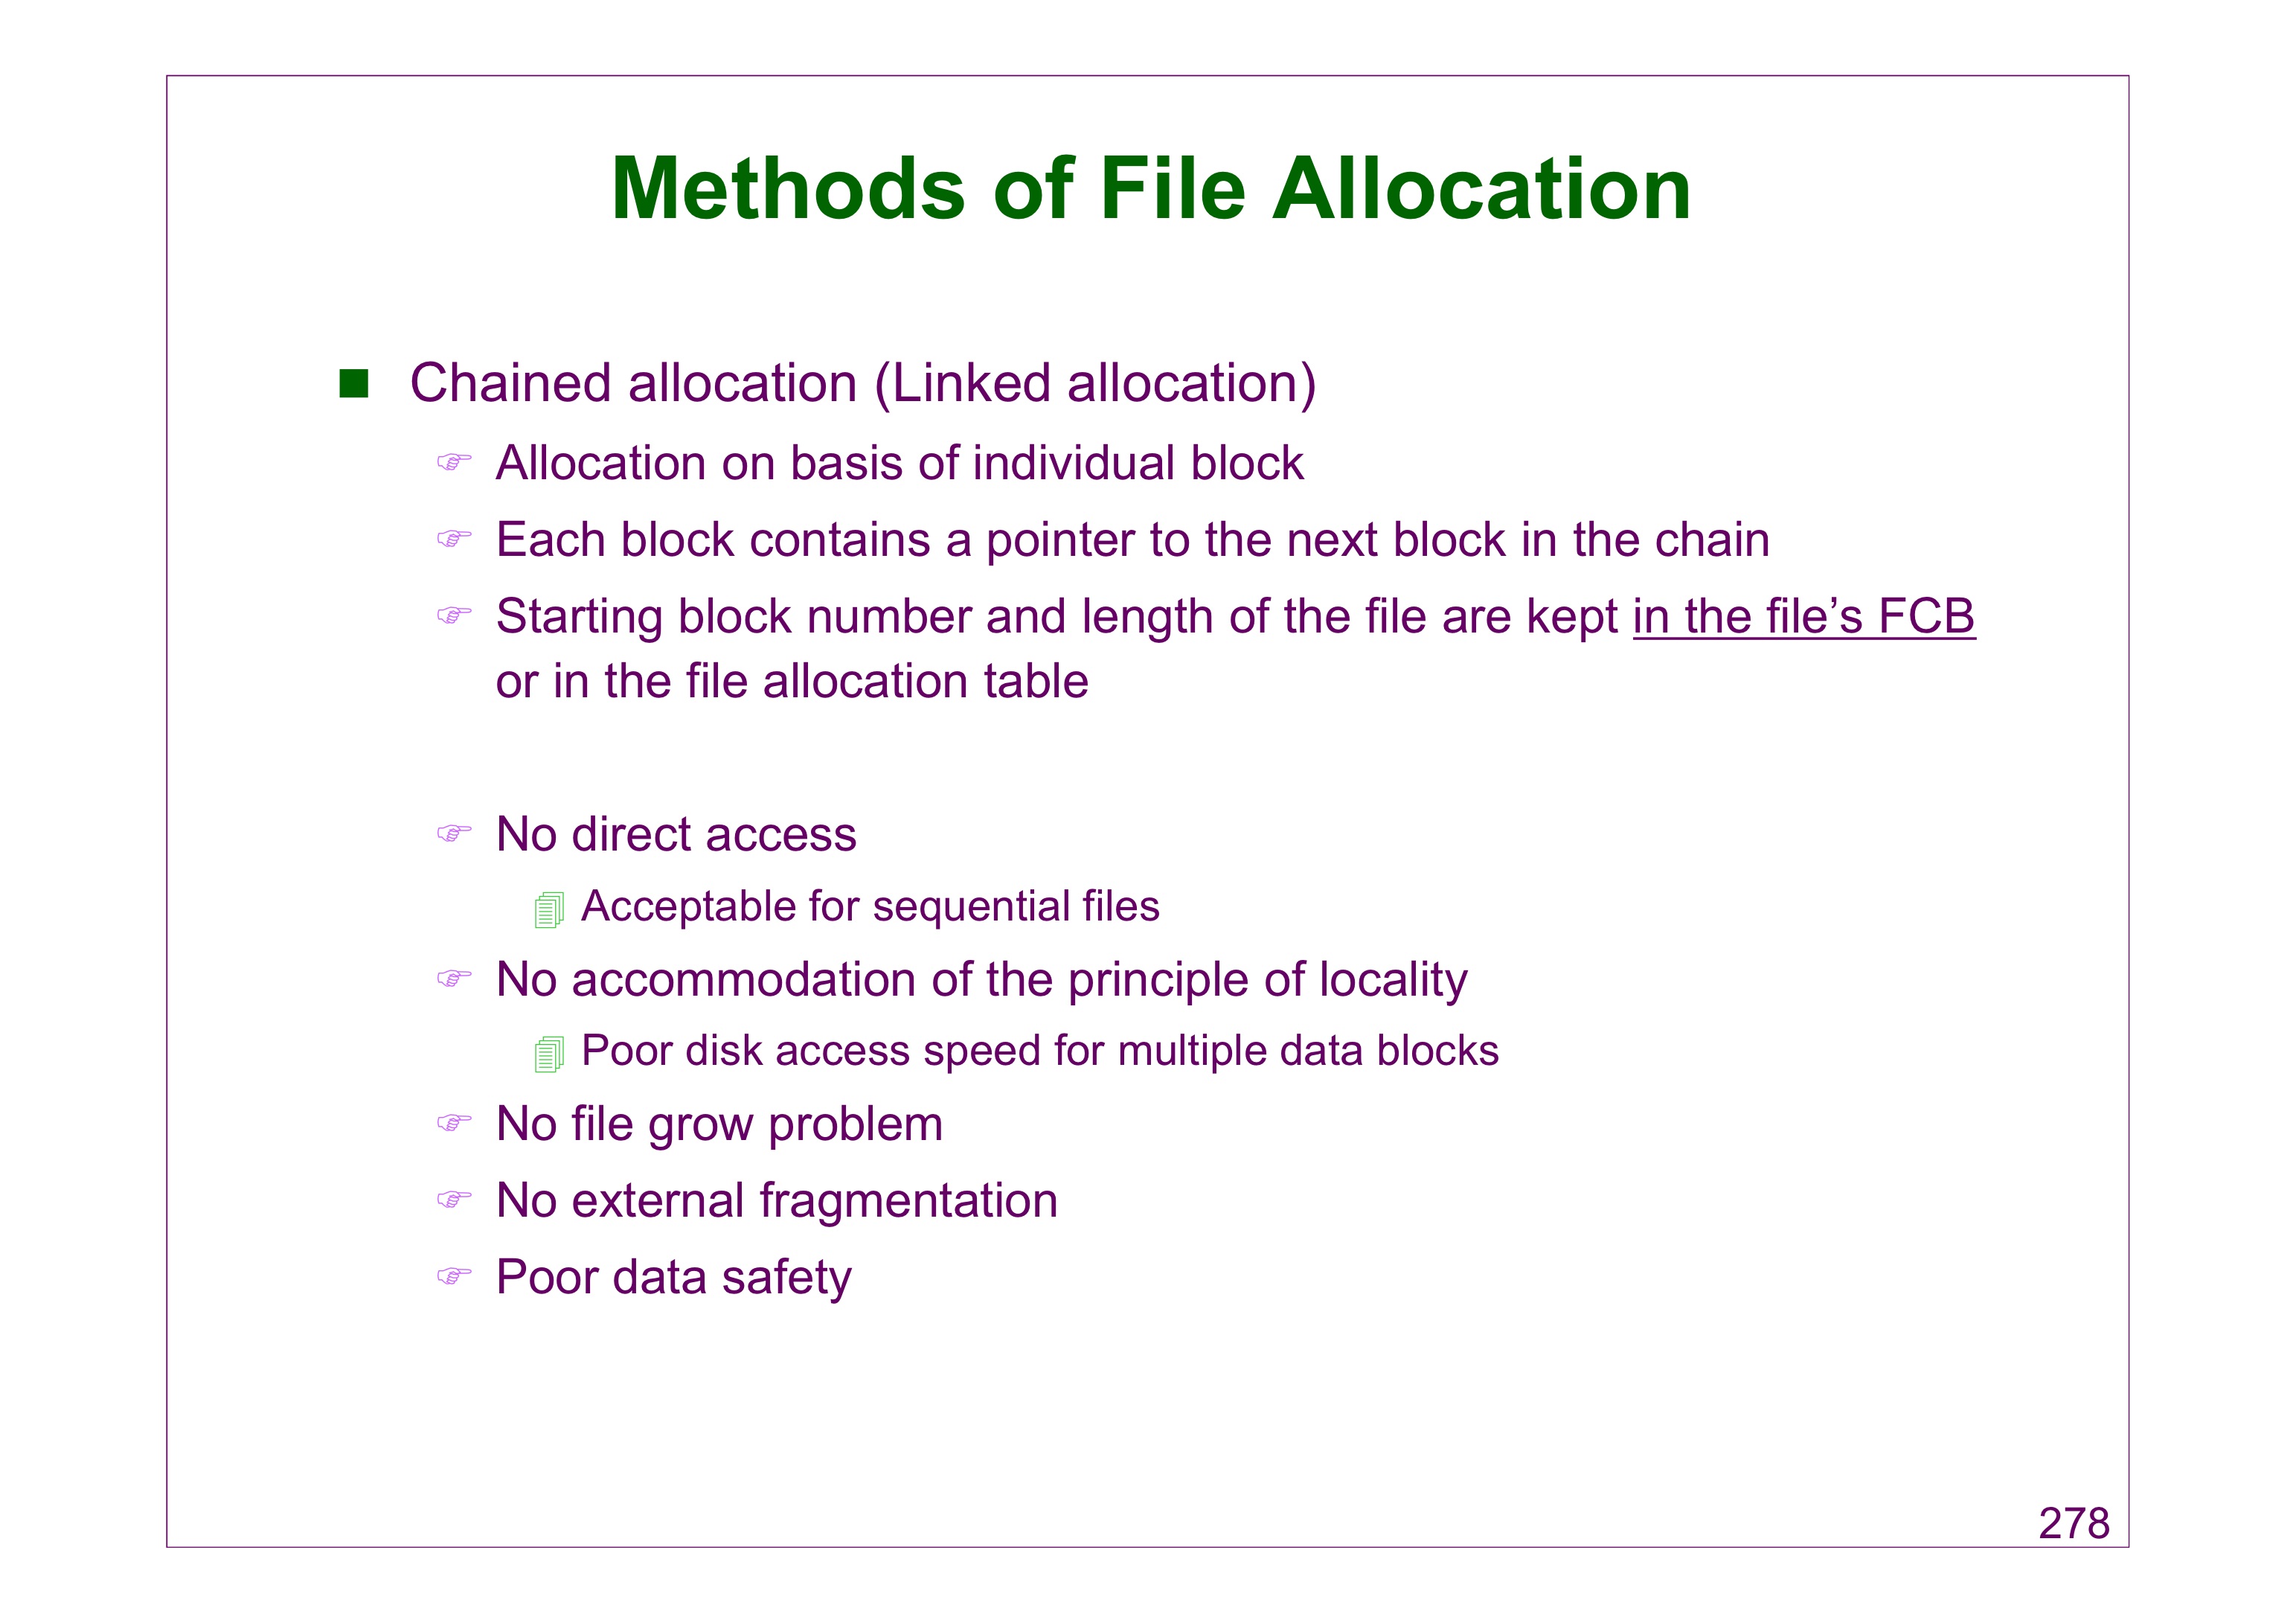 Methods of File Allocation
Chained allocation (Linked allocation)
Allocation on basis of individual block
Each block contains a pointer to the next block in the chain
Starting block number and length of the file are kept in the file’s FCB
or in the file allocation table
No direct access
Acceptable for sequential files
No accommodation of the principle of locality
Poor disk access speed for multiple data blocks
No file grow problem
No external fragmentation
Poor data safety
278